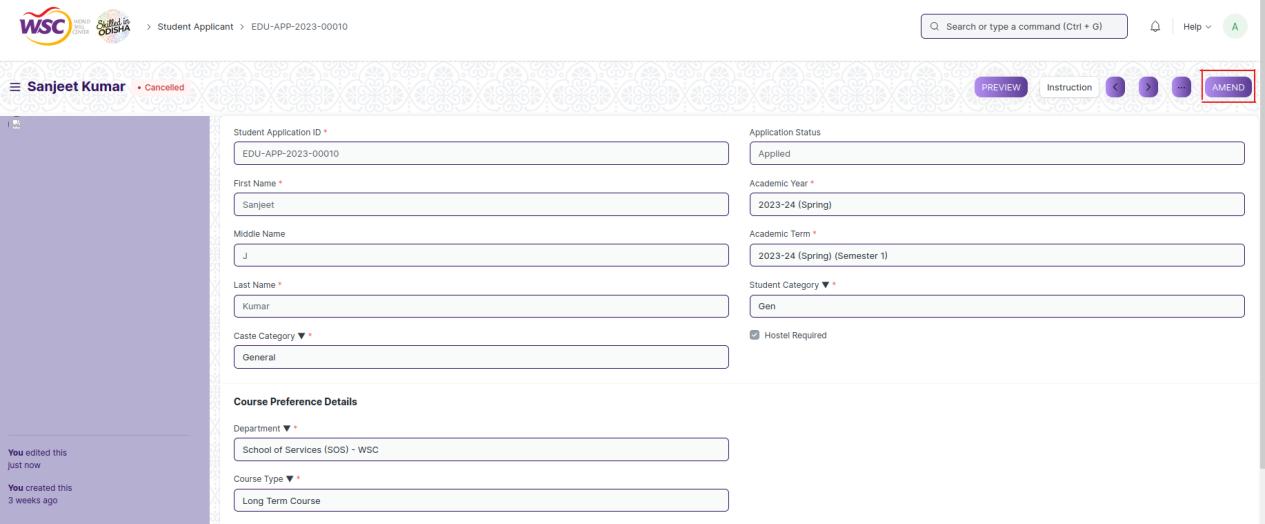 WSC WORLD SKILL CENTER Skilled in ODISHA > Student Applicant > EDU-APP-2023-00010 Search or type a command (Ctrl + G) Help A
Sanjeet Kumar • Cancelled PREVIEW Instruction < > ... AMEND
Student Application ID *
EDU-APP-2023-00010
First Name *
Sanjeet
Middle Name
J
Last Name *
Kumar
Caste Category ▼ *
General
Application Status
Applied
Academic Year *
2023-24 (Spring)
Academic Term *
2023-24 (Spring) (Semester 1)
Student Category ▼ *
Gen
Hostel Required
Course Preference Details
Department ▼ *
School of Services (SOS) - WSC
Course Type ▼ *
Long Term Course
You edited this
just now
You created this
3 weeks ago